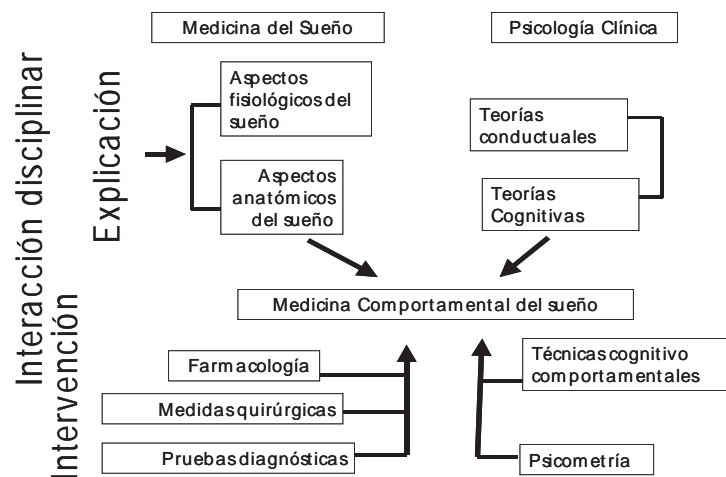 Medicina del Sueño
Psicología Clínica
Interacción disciplinar
Explicación
Aspectos
fisiológicos del
sueño
Teorías
conductuales
Aspectos
anatómicos
del sueño
Teorías
Cognitivas
Medicina Comportamental del sueño
Intervención
Farmacología
Medidas quirúrgicas
Pruebas diagnósticas
Técnicas cognitivo
comportamentales
Psicometría